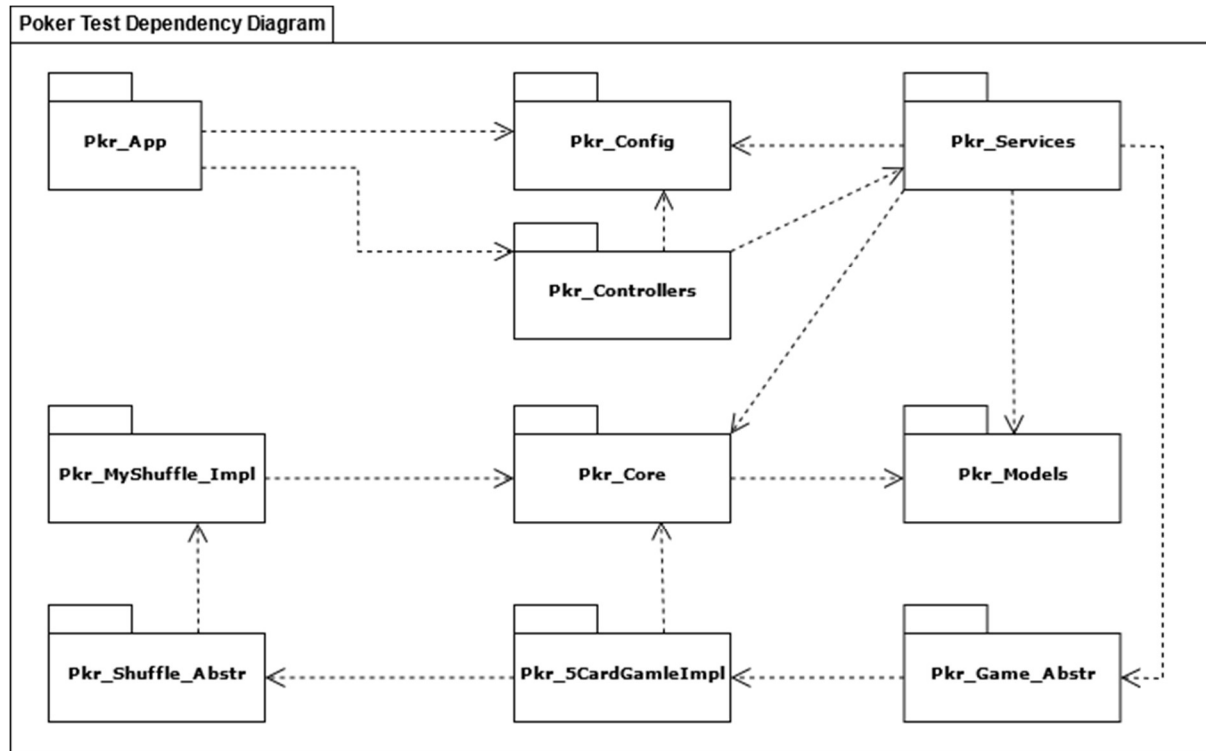 Poker Test Dependency Diagram
Pkr_App
Pkr_Config
Pkr_Services
Pkr_Controllers
Pkr_MyShuffle_Impl
Pkr_Core
Pkr_Models
Pkr_Shuffle_Abstr
Pkr_5CardGamleImpl
Pkr_Game_Abstr